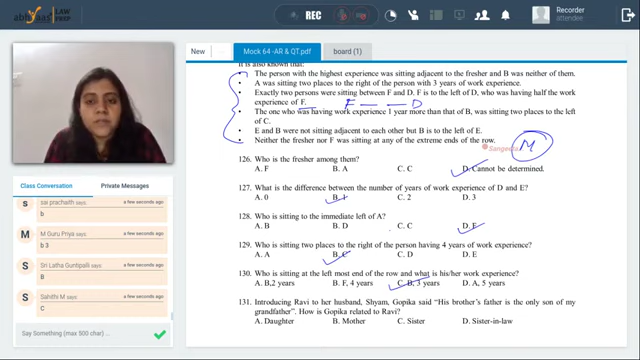 abhyaas LAW PREP
REC
Recorder
attendee
New
Mock 64 -AR & QT.pdf
board (1)
It is also known that:
• The person with the highest experience was sitting adjacent to the fresher and B was neither of them.
• A was sitting two places to the right of the person with 3 years of work experience.
• Exactly two persons were sitting between F and D. F is to the left of D, who was having half the work
experience of F.
F — — D
• The one who was having work experience 1 year more than that of B, was sitting two places to the left
of C.
• E and B were not sitting adjacent to each other but B is to the left of E.
• Neither the fresher nor F was sitting at any of the extreme ends of the row.
Sangeeta
M
126. Who is the fresher among them?
A. F B. A C. C D. Cannot be determined.
127. What is the difference between the number of years of work experience of D and E?
A. 0 B. 1 C. 2 D. 3
128. Who is sitting to the immediate left of A?
A. B B. D C. C D. F
129. Who is sitting two places to the right of the person having 4 years of work experience?
A. A B. C C. D D. E
130. Who is sitting at the left most end of the row and what is his/her work experience?
A. B,2 years B. F, 4 years C. B, 3 years D. A, 5 years
131. Introducing Ravi to her husband, Shyam, Gopika said “His brother’s father is the only son of my
grandfather”. How is Gopika related to Ravi?
A. Daughter B. Mother C. Sister D. Sister-in-law
Class Conversation
Private Messages
S
sai prachaith says:
a few seconds ago
b
M
M Guru Priya says:
a few seconds ago
b 3
S
Sri Latha Guntipalli says:
a few seconds ago
B
S
Sahithi M says:
a few seconds ago
C
Say Something (max 500 char)